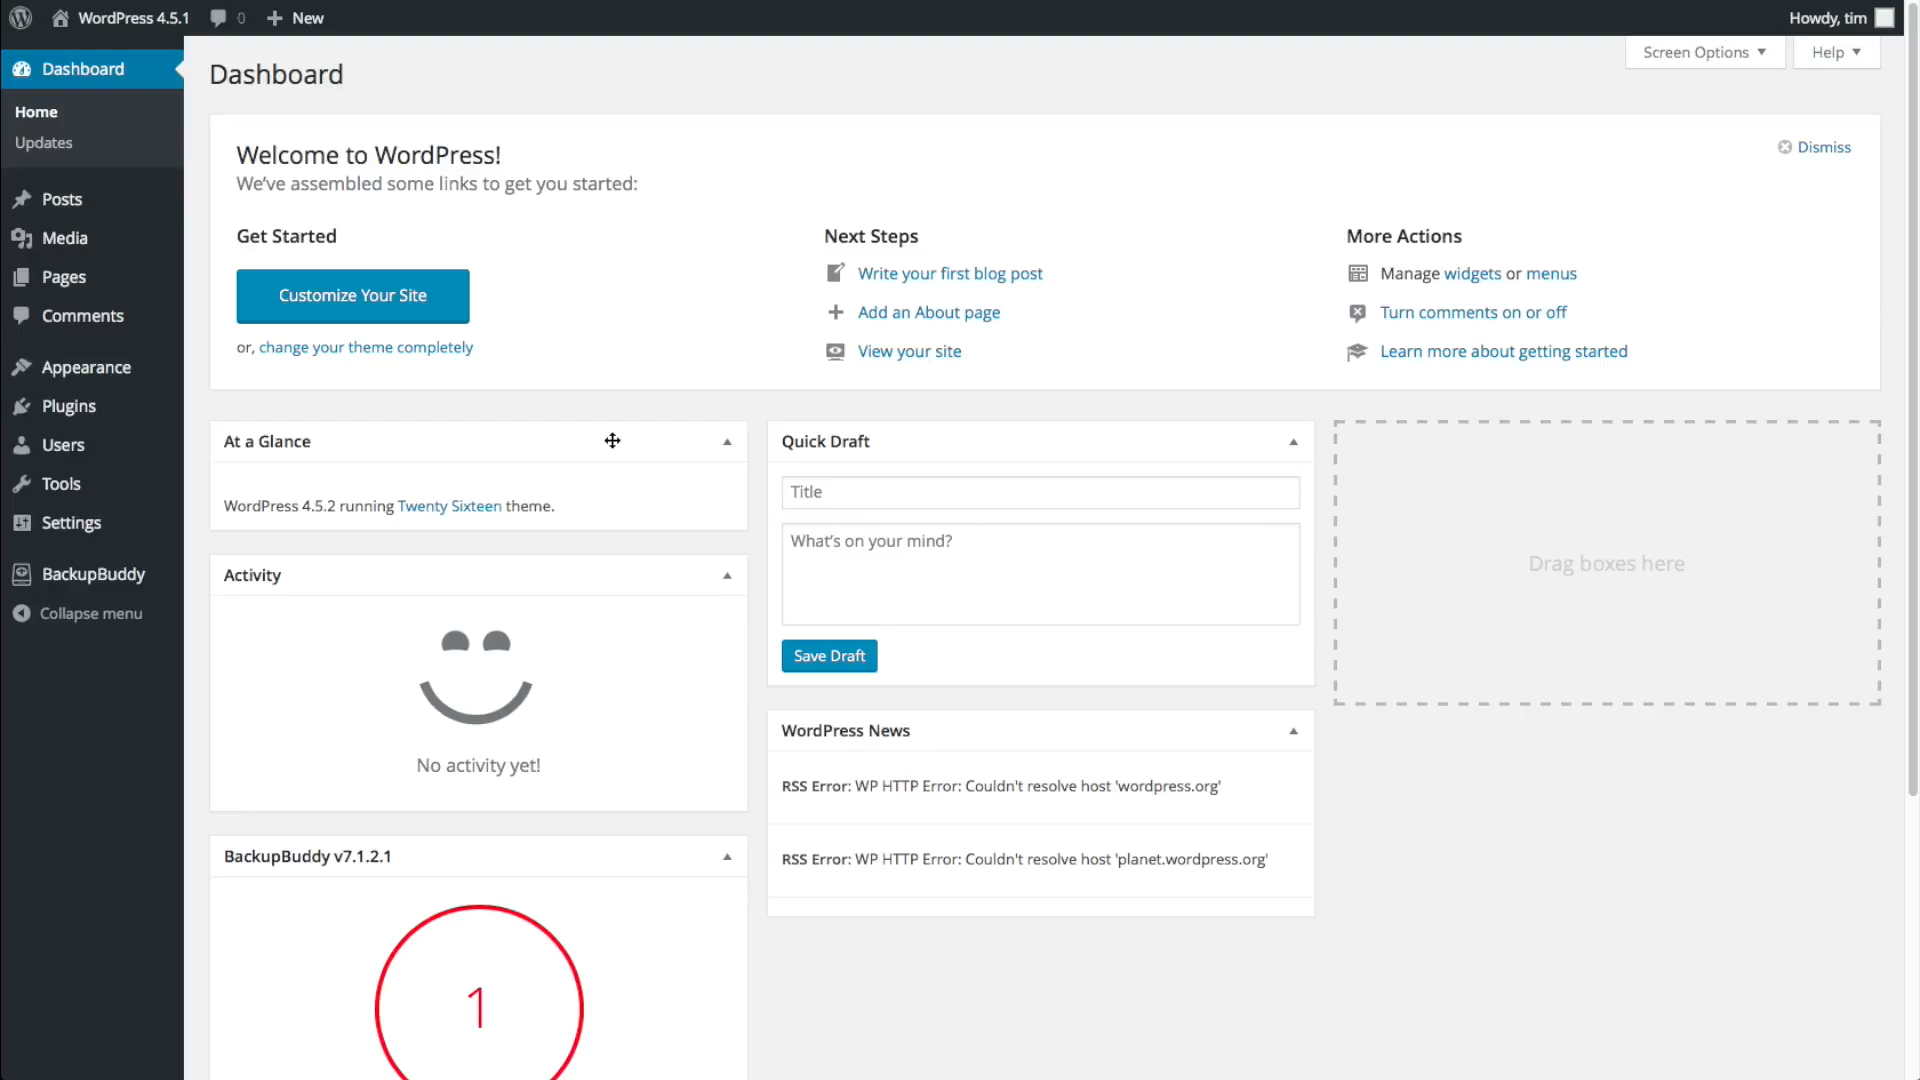 WordPress 4.5.1
0
New
Howdy, tim
Dashboard
Home
Updates
Posts
Media
Pages
Comments
Appearance
Plugins
Users
Tools
Settings
BackupBuddy
Collapse menu
Screen Options
Help
Dashboard
Welcome to WordPress!
We’ve assembled some links to get you started:
Dismiss
Get Started
Customize Your Site
or, change your theme completely
Next Steps
Write your first blog post
Add an About page
View your site
More Actions
Manage widgets or menus
Turn comments on or off
Learn more about getting started
At a Glance
WordPress 4.5.2 running Twenty Sixteen theme.
Activity
No activity yet!
BackupBuddy v7.1.2.1
1
Quick Draft
Title
What’s on your mind?
Save Draft
WordPress News
RSS Error: WP HTTP Error: Couldn't resolve host 'wordpress.org'
RSS Error: WP HTTP Error: Couldn't resolve host 'planet.wordpress.org'
Drag boxes here